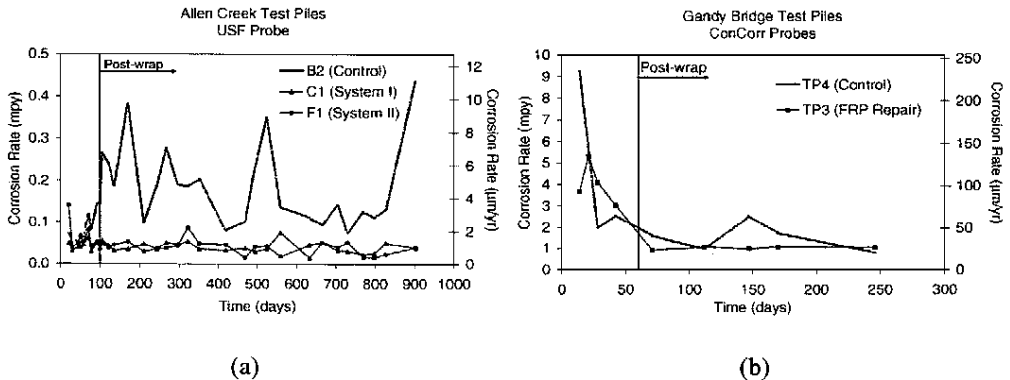 Allen Creek Test Piles
USF Probe
Corrosion Rate (mpy)
0.5
0.4
0.3
0.2
0.1
0.0
Post-wrap
B2 (Control)
C1 (System I)
F1 (System II)
12
10
8
6
4
2
0
Corrosion Rate (µm/yr)
0 100 200 300 400 500 600 700 800 900 1000
Time (days)
(a)
Gandy Bridge Test Piles
ConCorr Probes
Corrosion Rate (mpy)
10
9
8
7
6
5
4
3
2
1
0
Post-wrap
TP4 (Control)
TP3 (FRP Repair)
250
200
150
100
50
0
Corrosion Rate (µm/yr)
0 50 100 150 200 250 300
Time (days)
(b)